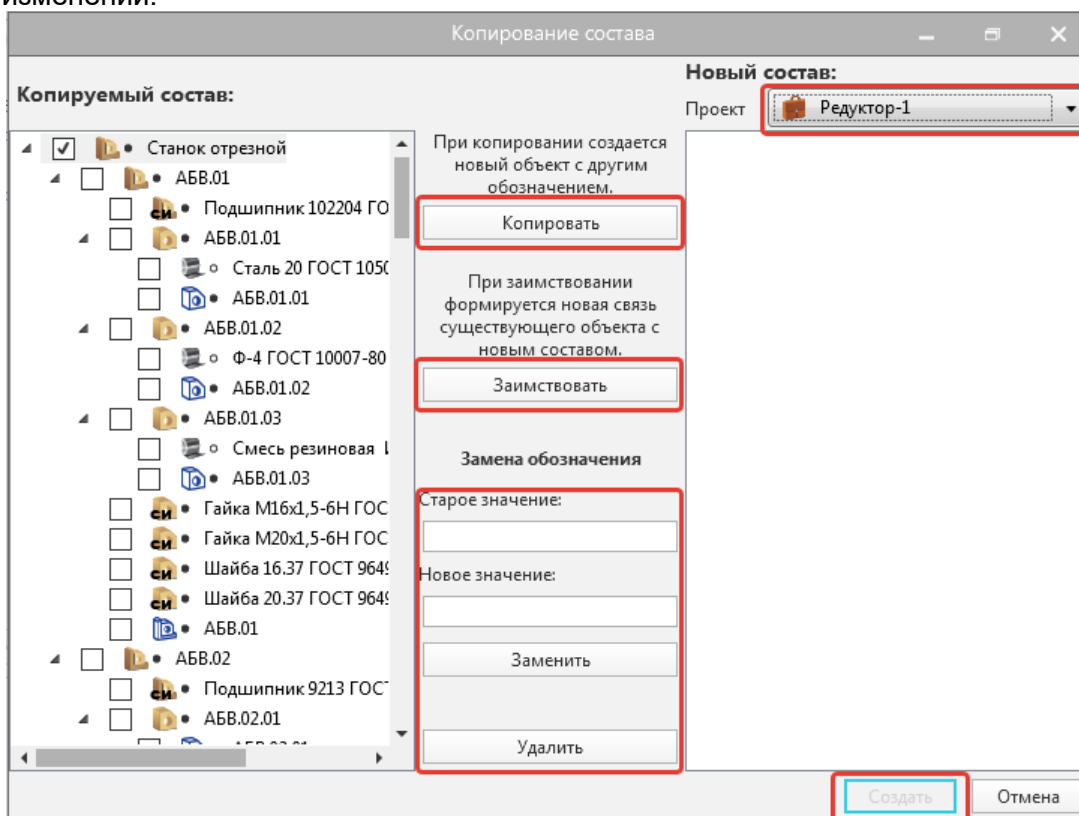 изменений.
Копирование состава
Копируемый состав:
Станок отрезной
АБВ.01
Подшипник 102204 ГО
АБВ.01.01
Сталь 20 ГОСТ 1050
АБВ.01.01
АБВ.01.02
Ф-4 ГОСТ 10007-80
АБВ.01.02
АБВ.01.03
Смесь резиновая
АБВ.01.03
Гайка М16х1,5-6Н ГОС
Гайка М20х1,5-6Н ГОС
Шайба 16.37 ГОСТ 9649
Шайба 20.37 ГОСТ 9649
АБВ.01
АБВ.02
Подшипник 9213 ГОСТ
АБВ.02.01
При копировании создается
новый объект с другим
обозначением.
Копировать
При заимствовании
формируется новая связь
существующего объекта с
новым составом.
Заимствовать
Замена обозначения
Старое значение:
Новое значение:
Заменить
Удалить
Новый состав:
Проект Редуктор-1
Создать Отмена